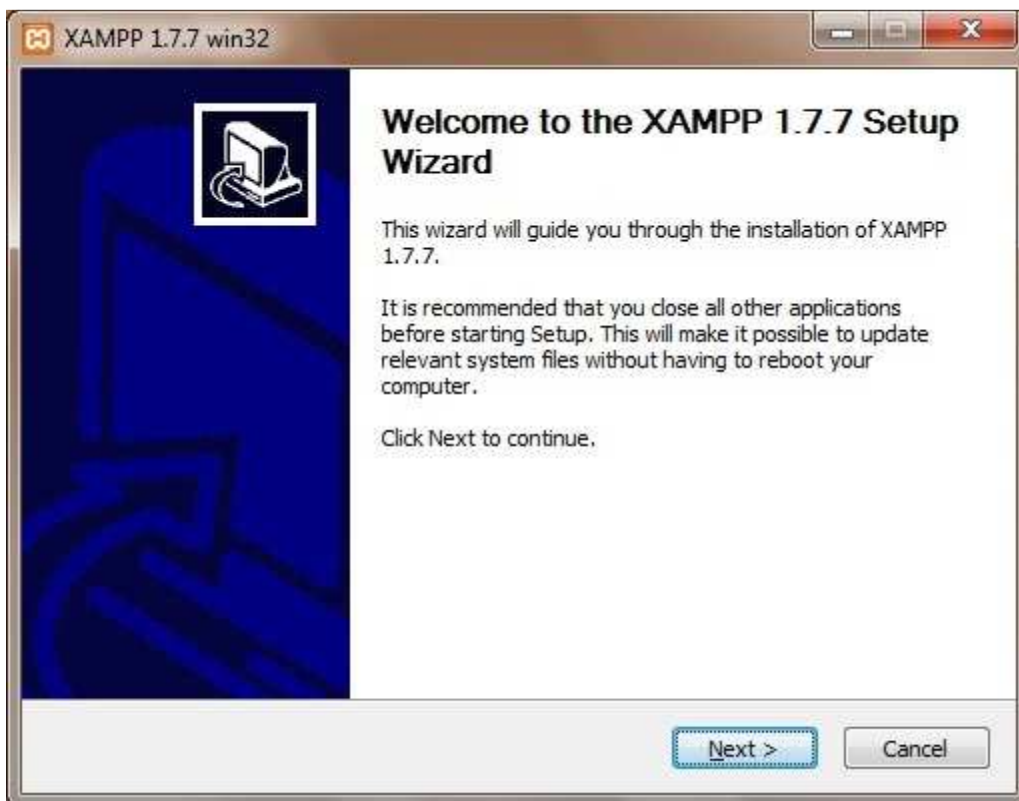 XAMPP 1.7.7 win32
Welcome to the XAMPP 1.7.7 Setup
Wizard
This wizard will guide you through the installation of XAMPP
1.7.7.
It is recommended that you close all other applications
before starting Setup. This will make it possible to update
relevant system files without having to reboot your
computer.
Click Next to continue.
Next >
Cancel